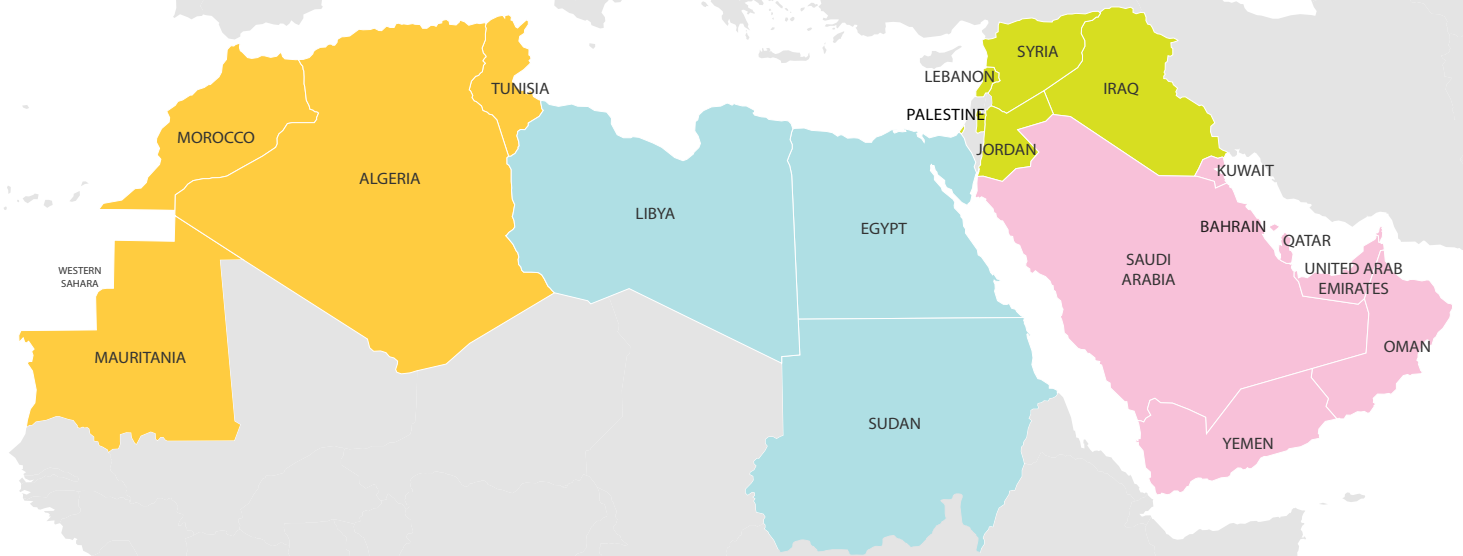 SYRIA
LEBANON
IRAQ
TUNISIA
PALESTINE
MOROCCO
JORDAN
KUWAIT
ALGERIA
LIBYA
EGYPT
BAHRAIN
QATAR
SAUDI
ARABIA
UNITED ARAB
EMIRATES
WESTERN
SAHARA
OMAN
MAURITANIA
SUDAN
YEMEN